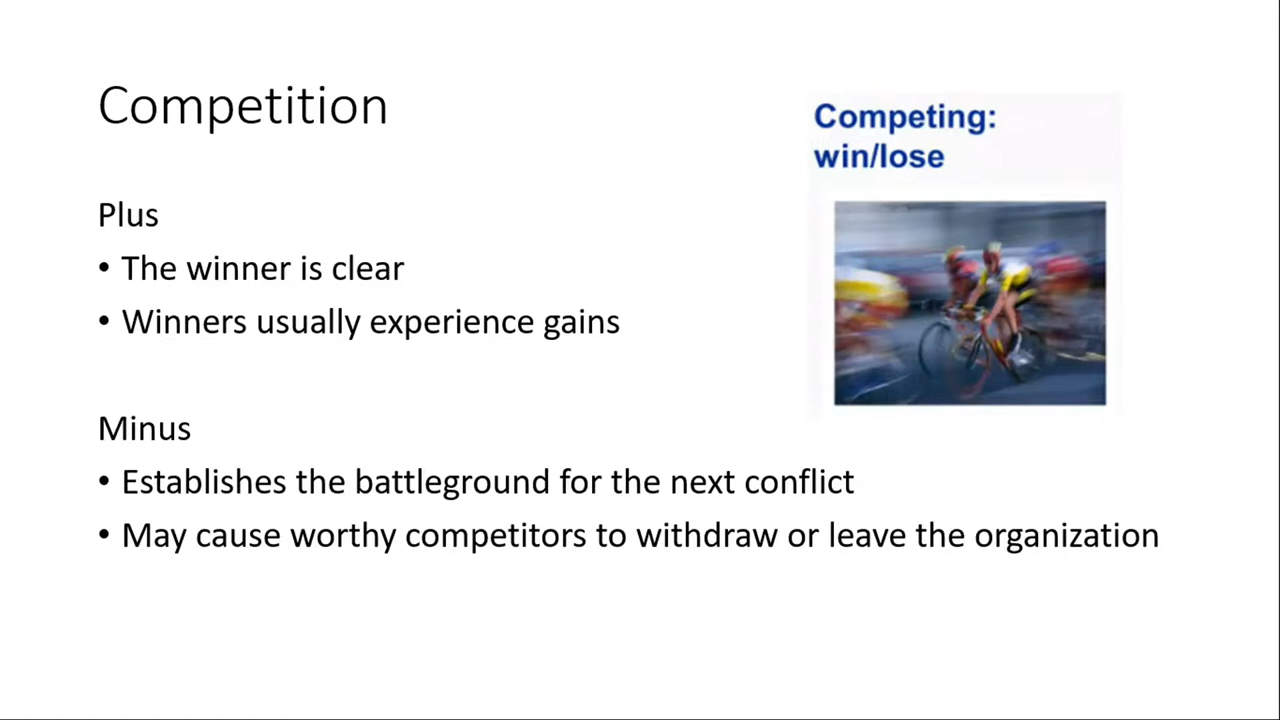 Competition
Competing:
win/lose
Plus
• The winner is clear
• Winners usually experience gains
Minus
• Establishes the battleground for the next conflict
• May cause worthy competitors to withdraw or leave the organization